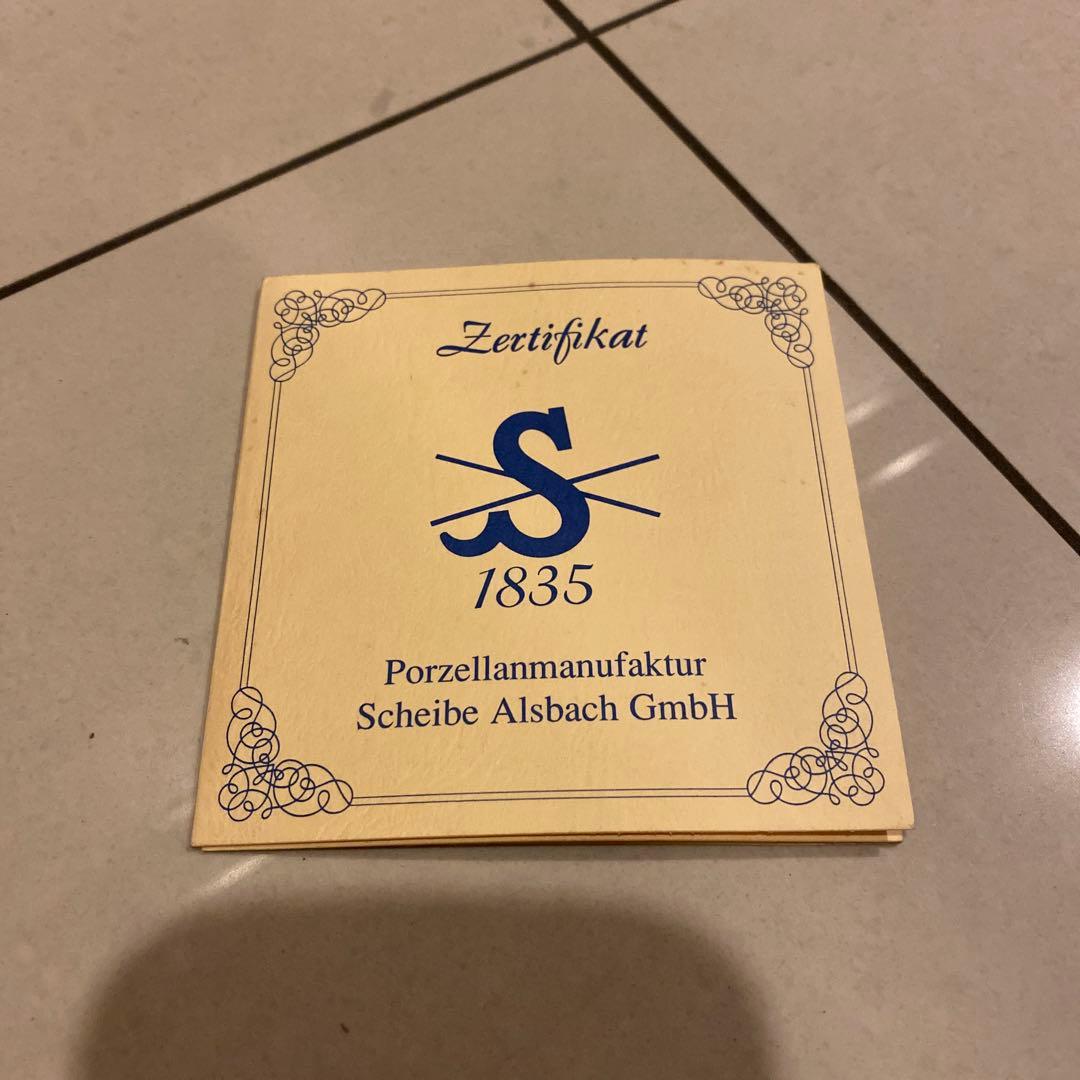 Zertifikat
S
1835
Porzellanmanufaktur
Scheibe Alsbach GmbH